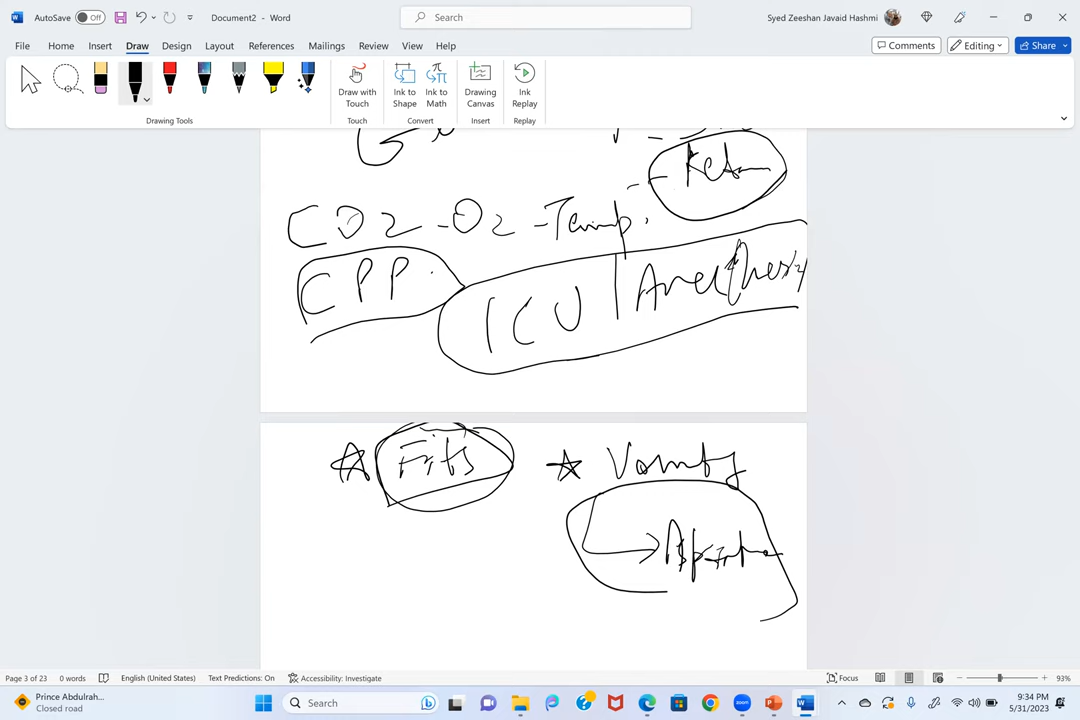 AutoSave Off Document2 - Word Search Syed Zeeshan Javaid Hashmi
File Home Insert Draw Design Layout References Mailings Review View Help Comments Editing Share
Draw with Touch Ink to Shape Ink to Math Drawing Canvas Ink Replay
Drawing Tools Touch Convert Insert Replay
CO2 - O2 - Temp.
CPP ICU
Fits
Page 3 of 23 0 words English (United States) Text Predictions: On Accessibility: Investigate Focus 93%
Prince Abdulrah...
Closed road
Search
zoom
9:34 PM
5/31/2023